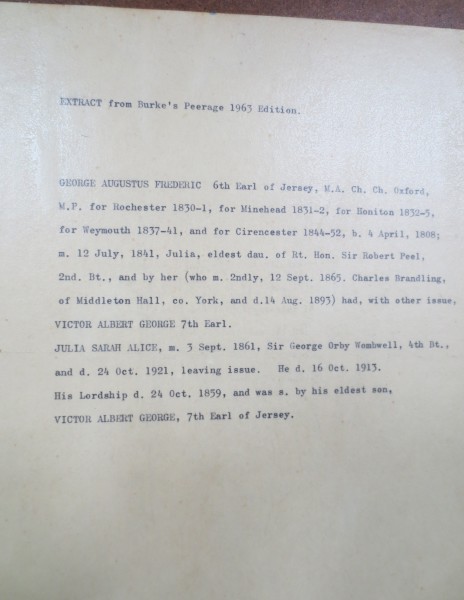 EXTRACT from Burke's Peerage 1963 Edition.
GEORGE AUGUSTUS FREDERIC 6th Earl of Jersey, M.A. Ch. Ch. Oxford,
M.P. for Rochester 1830-1, for Minehead 1831-2, for Honiton 1832-5,
for Weymouth 1837-41, and for Cirencester 1844-52, b. 4 April, 1808;
m. 12 July, 1841, Julia, eldest dau. of Rt. Hon. Sir Robert Peel,
2nd. Bt., and by her (who m. 2ndly, 12 Sept. 1865. Charles Brandling,
of Middleton Hall, co. York, and d.14 Aug. 1893) had, with other issue,
VICTOR ALBERT GEORGE 7th Earl.
JULIA SARAH ALICE, m. 3 Sept. 1861, Sir George Orby Wombwell, 4th Bt.,
and d. 24 Oct. 1921, leaving issue. He d. 16 Oct. 1913.
His Lordship d. 24 Oct. 1859, and was s. by his eldest son,
VICTOR ALBERT GEORGE, 7th Earl of Jersey.